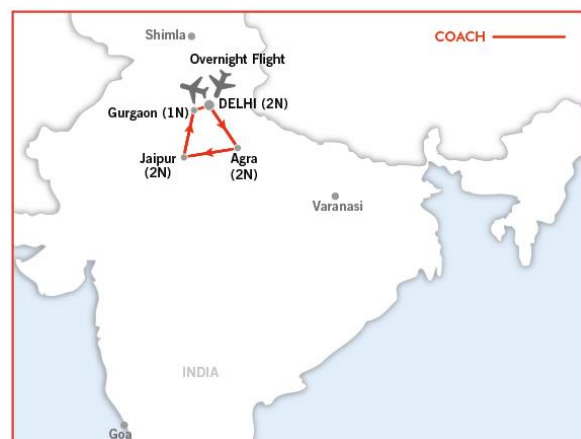 Shimla
COACH
Overnight Flight
DELHI (2N)
Gurgaon (1N)
Jaipur
(2N)
Agra
(2N)
Varanasi
INDIA
Goa